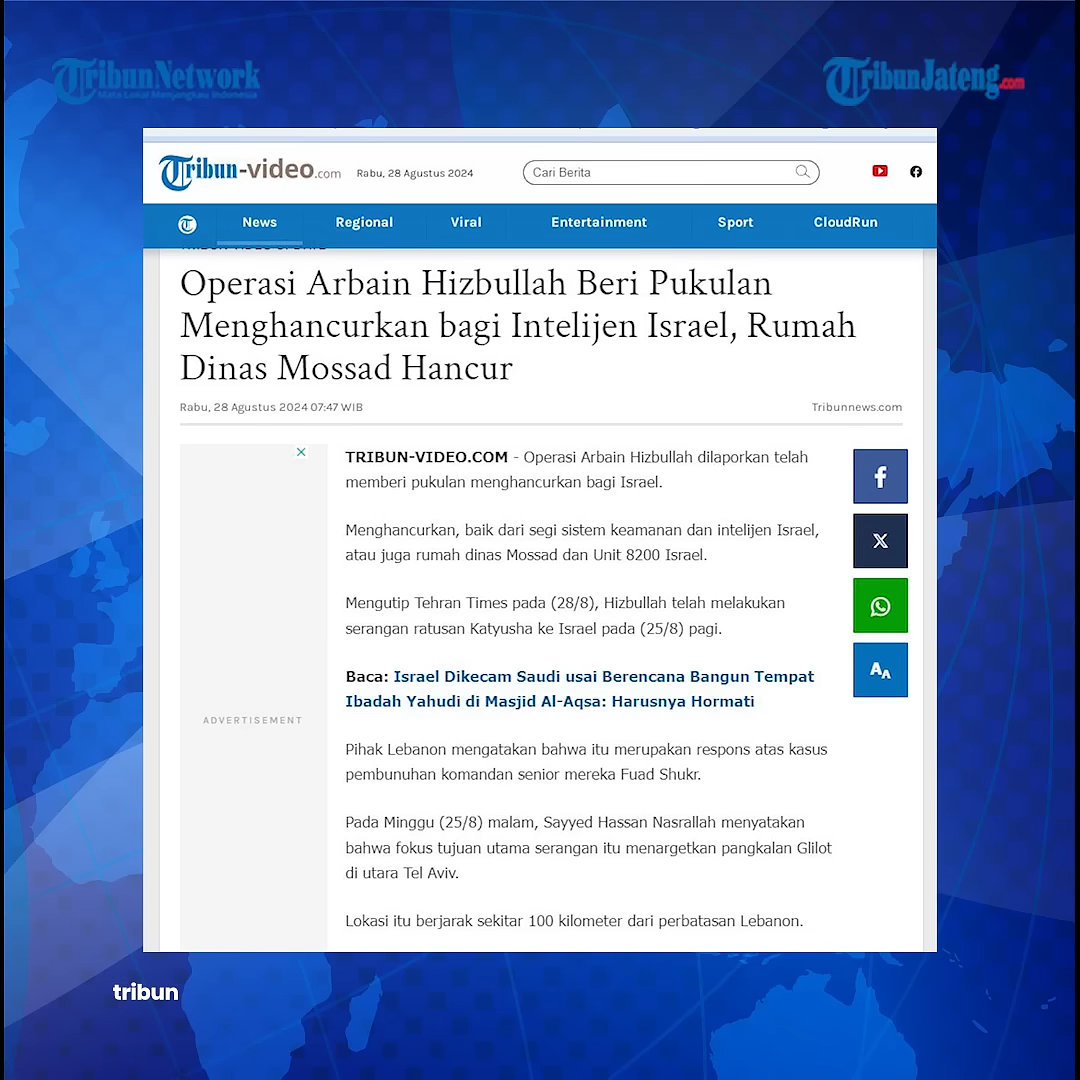 TribunNetwork
Mata Lokal Menjangkau Indonesia
TribunJateng.com
Tribun-video.com
Rabu, 28 Agustus 2024
Cari Berita
News
Regional
Viral
Entertainment
Sport
CloudRun
Operasi Arbain Hizbullah Beri Pukulan
Menghancurkan bagi Intelijen Israel, Rumah
Dinas Mossad Hancur
Rabu, 28 Agustus 2024 07:47 WIB
Tribunnews.com
TRIBUN-VIDEO.COM - Operasi Arbain Hizbullah dilaporkan telah
memberi pukulan menghancurkan bagi Israel.
Menghancurkan, baik dari segi sistem keamanan dan intelijen Israel,
atau juga rumah dinas Mossad dan Unit 8200 Israel.
Mengutip Tehran Times pada (28/8), Hizbullah telah melakukan
serangan ratusan Katyusha ke Israel pada (25/8) pagi.
Baca: Israel Dikecam Saudi usai Berencana Bangun Tempat
Ibadah Yahudi di Masjid Al-Aqsa: Harusnya Hormati
Pihak Lebanon mengatakan bahwa itu merupakan respons atas kasus
pembunuhan komandan senior mereka Fuad Shukr.
Pada Minggu (25/8) malam, Sayyed Hassan Nasrallah menyatakan
bahwa fokus tujuan utama serangan itu menargetkan pangkalan Glilot
di utara Tel Aviv.
Lokasi itu berjarak sekitar 100 kilometer dari perbatasan Lebanon.
ADVERTISEMENT
tribun